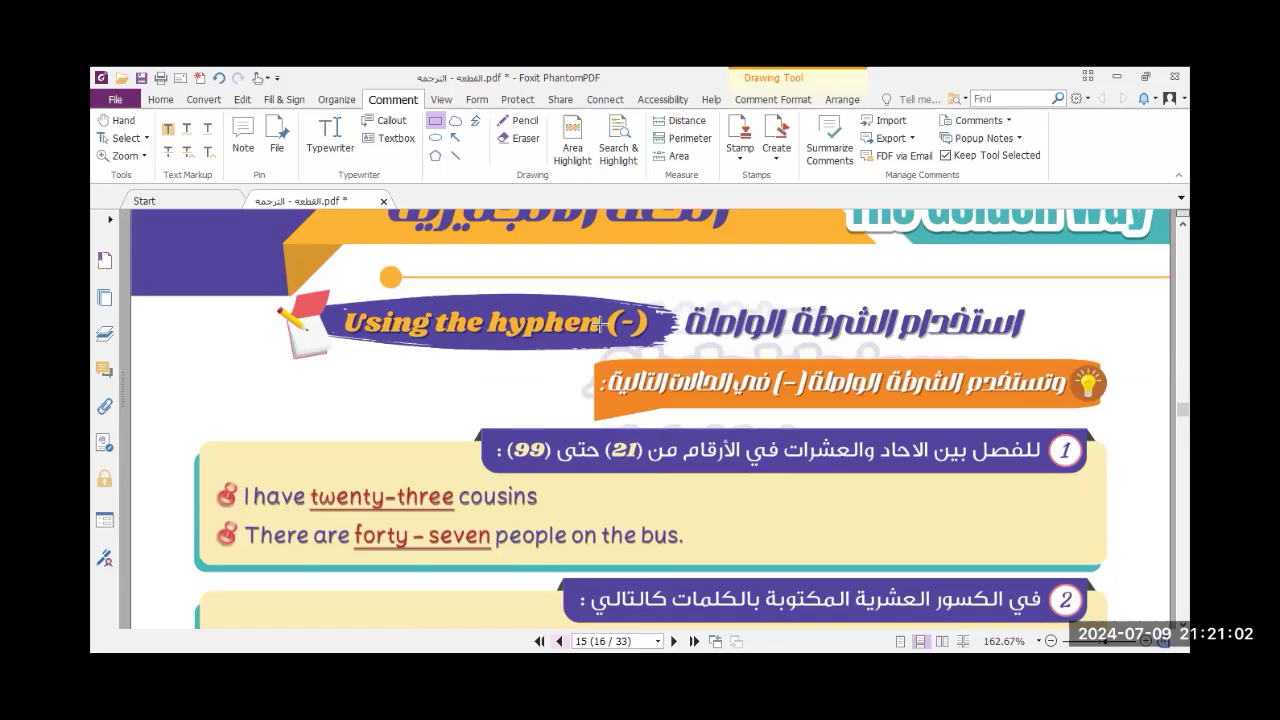 القطعه - الترجمه.pdf * - Foxit PhantomPDF
Drawing Tool
File Home Convert Edit Fill & Sign Organize Comment View Form Protect Share Connect Accessibility Help Comment Format Arrange Tell me... Find
Hand
Select
Zoom
Tools
Text Markup
Note
File
Pin
Typewriter
Callout
Textbox
Typewriter
Pencil
Eraser
Area Highlight
Search & Highlight
Drawing
Distance
Perimeter
Area
Measure
Stamp
Create
Stamps
Summarize Comments
Import
Export
FDF via Email
Comments
Popup Notes
Keep Tool Selected
Manage Comments
Start
القطعه - الترجمه.pdf *
The Golden Way
Using the hyphen (-) استخدام الشرطة الواصلة
وتستخدم الشرطة الواصلة (-) في الحالات التالية:
1 للفصل بين الاحاد والعشرات في الأرقام من (21) حتى (99) :
I have twenty-three cousins
There are forty - seven people on the bus.
2 في الكسور العشرية المكتوبة بالكلمات كالتالي :
15 (16 / 33)
162.67%
2024-07-09 21:21:02